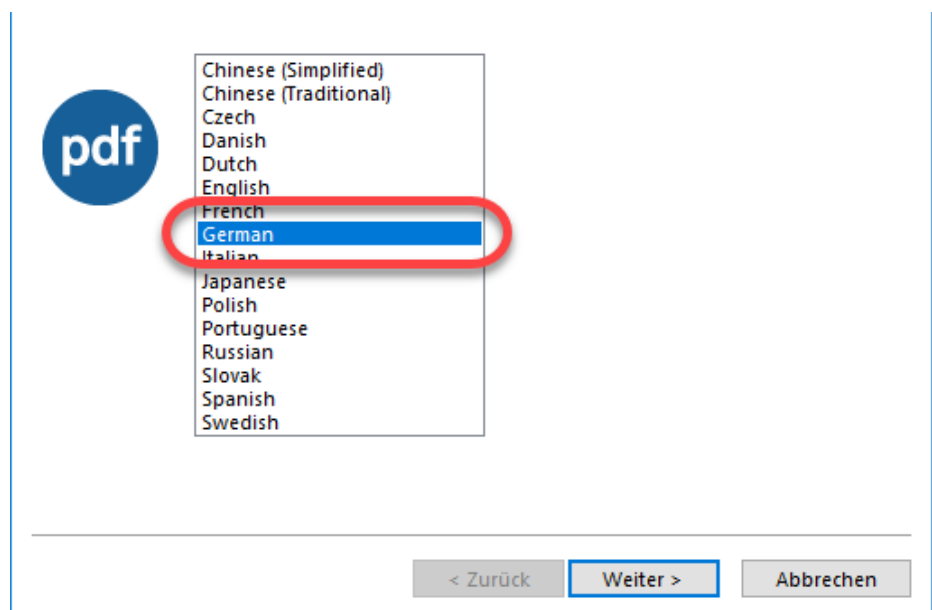 pdf
Chinese (Simplified)
Chinese (Traditional)
Czech
Danish
Dutch
English
French
German
Italian
Japanese
Polish
Portuguese
Russian
Slovak
Spanish
Swedish
< Zurück Weiter > Abbrechen